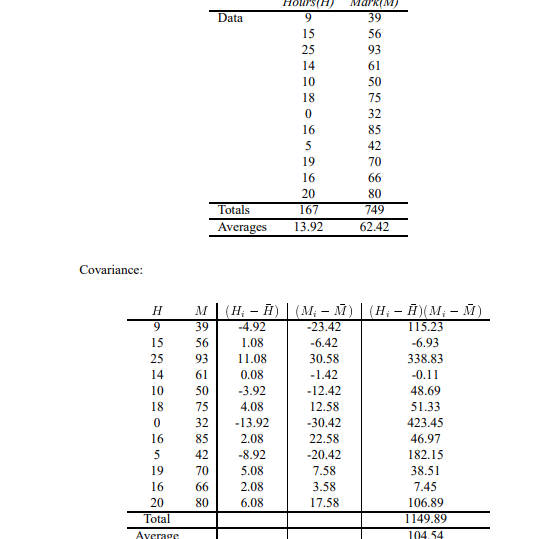 Hours(H) Mark(M)
Data 9 39
15 56
25 93
14 61
10 50
18 75
0 32
16 85
5 42
19 70
16 66
20 80
Totals 167 749
Averages 13.92 62.42
Covariance:
H M (Hᵢ − H̄) (Mᵢ − M̄) (Hᵢ − H̄)(Mᵢ − M̄)
9 39 -4.92 -23.42 115.23
15 56 1.08 -6.42 -6.93
25 93 11.08 30.58 338.83
14 61 0.08 -1.42 -0.11
10 50 -3.92 -12.42 48.69
18 75 4.08 12.58 51.33
0 32 -13.92 -30.42 423.45
16 85 2.08 22.58 46.97
5 42 -8.92 -20.42 182.15
19 70 5.08 7.58 38.51
16 66 2.08 3.58 7.45
20 80 6.08 17.58 106.89
Total 1149.89
Average 104.54